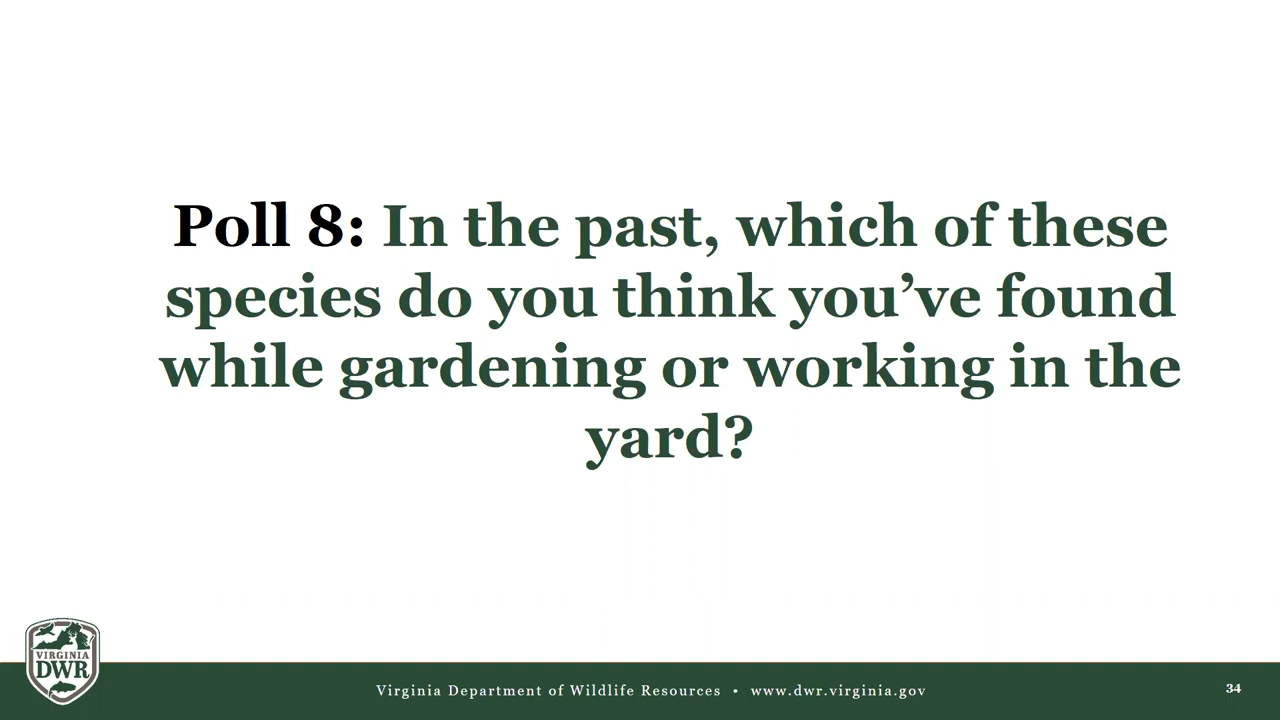 Poll 8: In the past, which of these
species do you think you’ve found
while gardening or working in the
yard?
VIRGINIA
DWR
Virginia Department of Wildlife Resources • www.dwr.virginia.gov
34